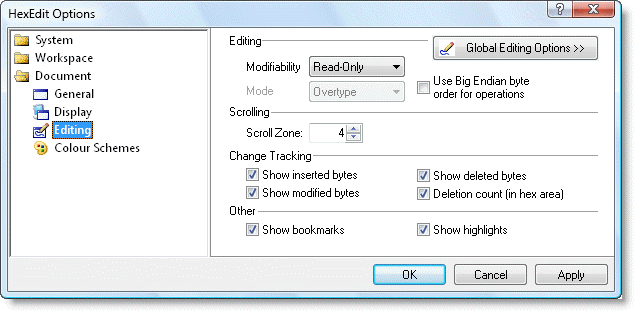 HexEdit Options
?
System
Workspace
Document
General
Display
Editing
Colour Schemes
Editing
Global Editing Options >>
Modifiability Read-Only
Mode Overtype
Use Big Endian byte
order for operations
Scrolling
Scroll Zone: 4
Change Tracking
Show inserted bytes Show deleted bytes
Show modified bytes Deletion count (in hex area)
Other
Show bookmarks Show highlights
OK Cancel Apply